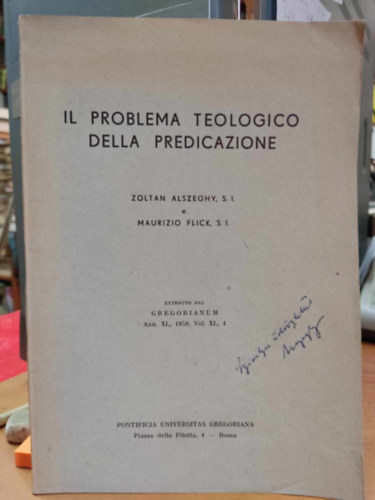 IL PROBLEMA TEOLOGICO
DELLA PREDICAZIONE
ZOLTAN ALSZEGHY, S. I.
e
MAURIZIO FLICK, S. I.
ESTRATTO DAL
GREGORIANUM
Ann. XL, 1959, Vol. XL, 4
PONTIFICIA UNIVERSITAS GREGORIANA
Piazza della Pilotta, 4 — Roma